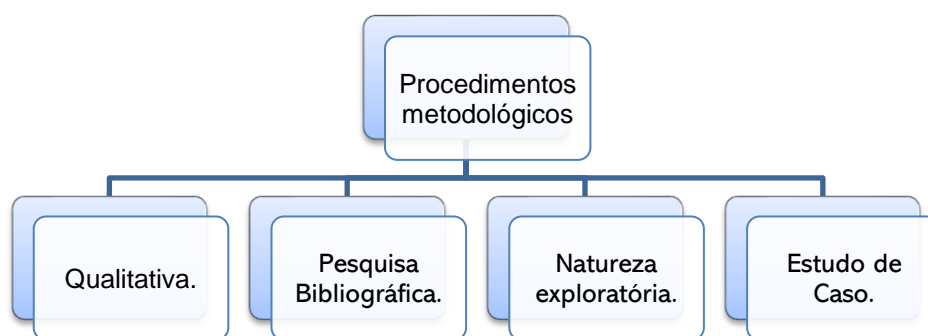 Procedimentos
metodológicos
Qualitativa.
Pesquisa
Bibliográfica.
Natureza
exploratória.
Estudo de
Caso.